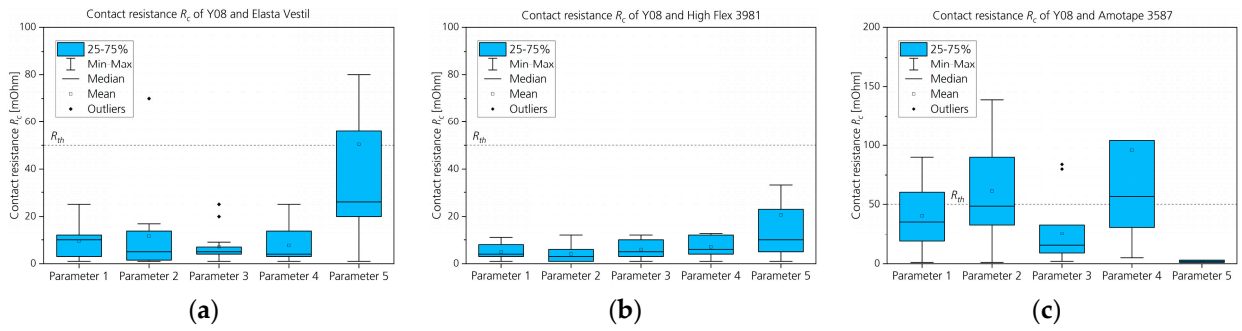 Contact resistance Rc of Y08 and Elasta Vestil
100
80
60
40
20
0
Contact resistance Rc [mOhm]
25-75%
Min-Max
Median
Mean
Outliers
Rth
Parameter 1 Parameter 2 Parameter 3 Parameter 4 Parameter 5
(a)
Contact resistance Rc of Y08 and High Flex 3981
100
80
60
40
20
0
Contact resistance Rc [mOhm]
25-75%
Min-Max
Median
Mean
Outliers
Rth
Parameter 1 Parameter 2 Parameter 3 Parameter 4 Parameter 5
(b)
Contact resistance Rc of Y08 and Amotape 3587
200
150
100
50
0
Contact resistance Rc [mOhm]
25-75%
Min-Max
Median
Mean
Outliers
Rth
Parameter 1 Parameter 2 Parameter 3 Parameter 4 Parameter 5
(c)